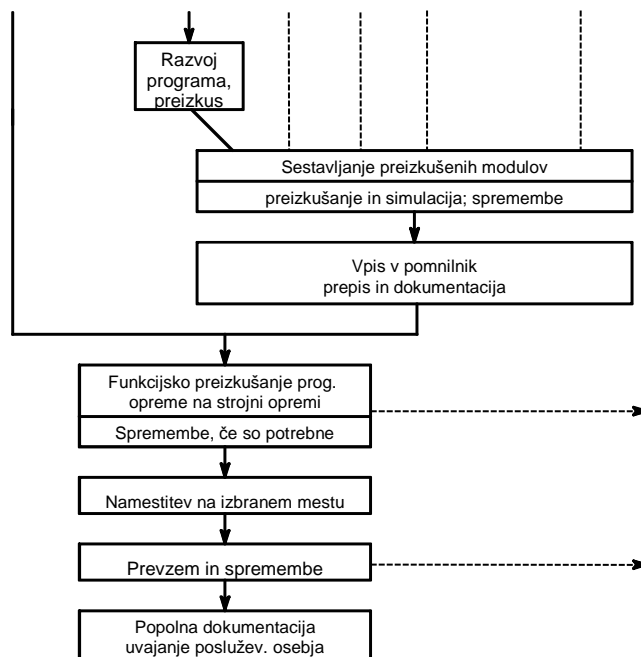 Razvoj
programa,
preizkus
Sestavljanje preizkušenih modulov
preizkušanje in simulacija; spremembe
Vpis v pomnilnik
prepis in dokumentacija
Funkcijsko preizkušanje prog.
opreme na strojni opremi
Spremembe, če so potrebne
Namestitev na izbranem mestu
Prevzem in spremembe
Popolna dokumentacija
uvajanje poslužev. osebja